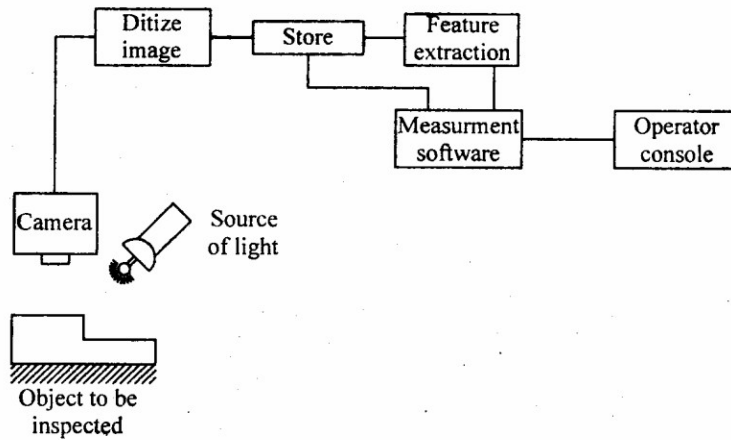 Ditize
image
Store
Feature
extraction
Measurment
software
Operator
console
Camera
Source
of light
Object to be
inspected